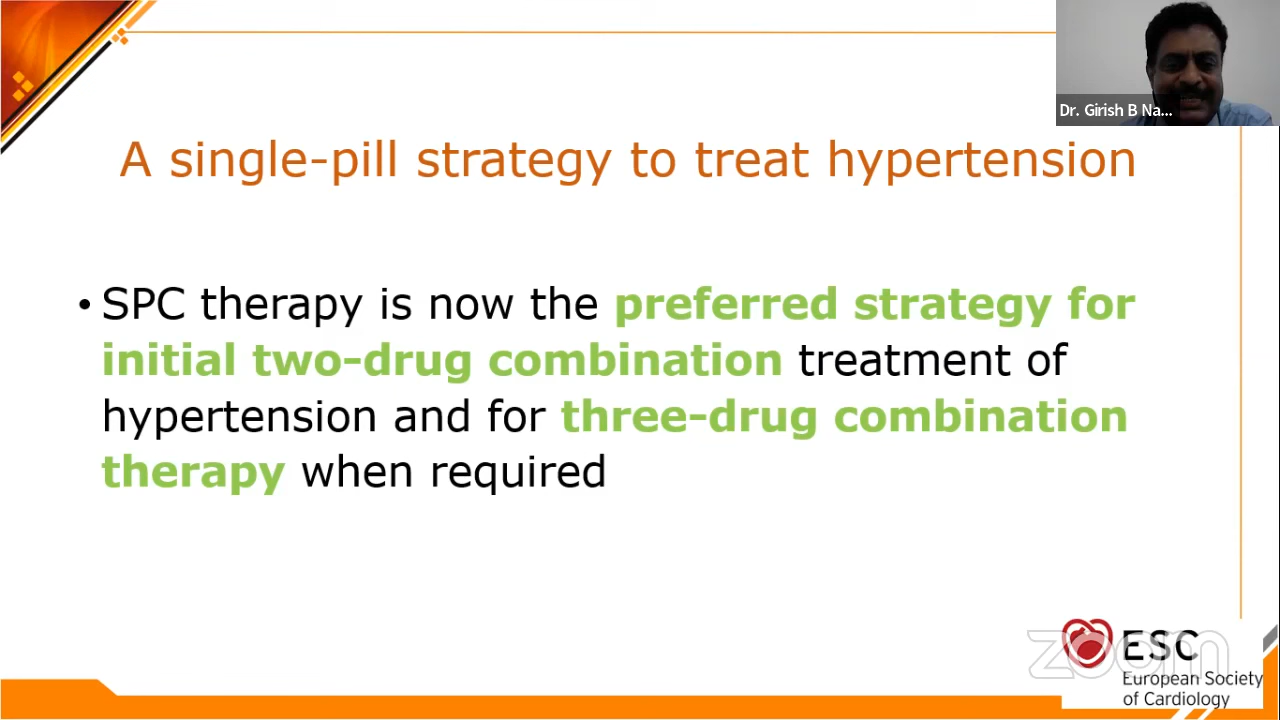 Dr. Girish B Na...
A single-pill strategy to treat hypertension
• SPC therapy is now the preferred strategy for
initial two-drug combination treatment of
hypertension and for three-drug combination
therapy when required
zoom
ESC
European Society
of Cardiology